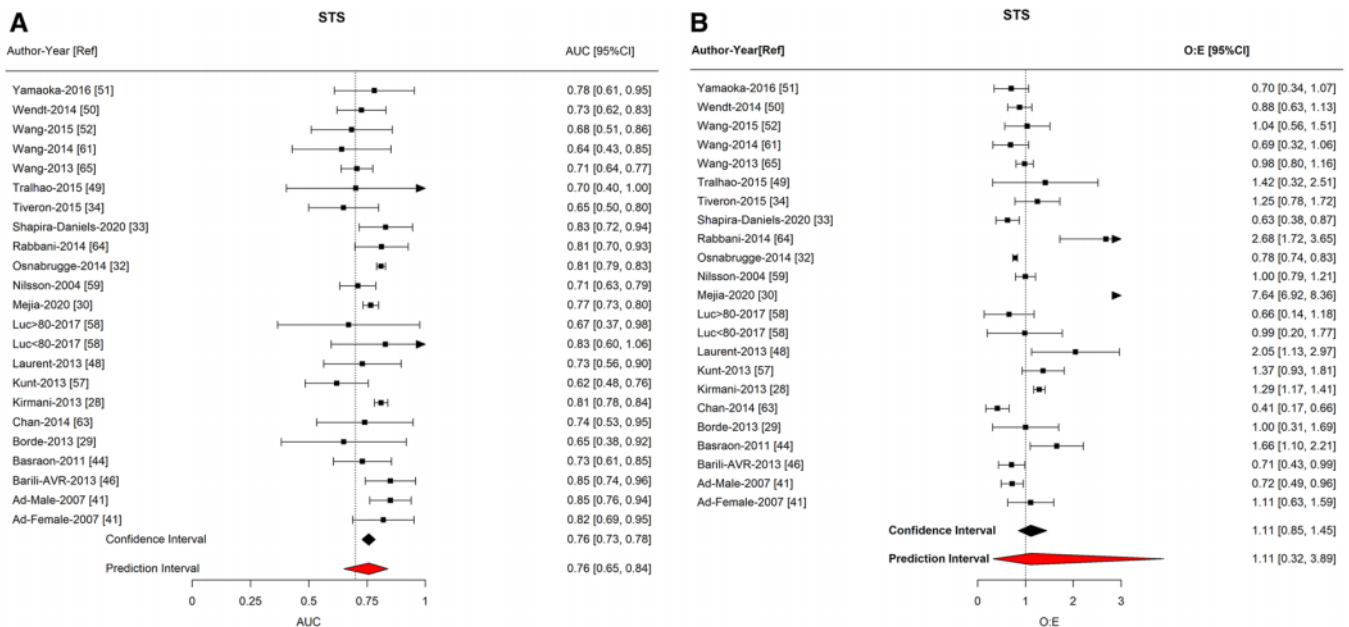 A
STS
Author-Year [Ref] AUC [95%CI]
Yamaoka-2016 [51] 0.78 [0.61, 0.95]
Wendt-2014 [50] 0.73 [0.62, 0.83]
Wang-2015 [52] 0.68 [0.51, 0.86]
Wang-2014 [61] 0.64 [0.43, 0.85]
Wang-2013 [65] 0.71 [0.64, 0.77]
Tralhao-2015 [49] 0.70 [0.40, 1.00]
Tiveron-2015 [34] 0.65 [0.50, 0.80]
Shapira-Daniels-2020 [33] 0.83 [0.72, 0.94]
Rabbani-2014 [64] 0.81 [0.70, 0.93]
Osnabrugge-2014 [32] 0.81 [0.79, 0.83]
Nilsson-2004 [59] 0.71 [0.63, 0.79]
Mejia-2020 [30] 0.77 [0.73, 0.80]
Luc>80-2017 [58] 0.67 [0.37, 0.98]
Luc<80-2017 [58] 0.83 [0.60, 1.06]
Laurent-2013 [48] 0.73 [0.56, 0.90]
Kunt-2013 [57] 0.62 [0.48, 0.76]
Kirmani-2013 [28] 0.81 [0.78, 0.84]
Chan-2014 [63] 0.74 [0.53, 0.95]
Borde-2013 [29] 0.65 [0.38, 0.92]
Basraon-2011 [44] 0.73 [0.61, 0.85]
Barili-AVR-2013 [46] 0.85 [0.74, 0.96]
Ad-Male-2007 [41] 0.85 [0.76, 0.94]
Ad-Female-2007 [41] 0.82 [0.69, 0.95]
Confidence Interval 0.76 [0.73, 0.78]
Prediction Interval 0.76 [0.65, 0.84]
0 0.25 0.5 0.75 1
AUC
B
STS
Author-Year[Ref] O:E [95%CI]
Yamaoka-2016 [51] 0.70 [0.34, 1.07]
Wendt-2014 [50] 0.88 [0.63, 1.13]
Wang-2015 [52] 1.04 [0.56, 1.51]
Wang-2014 [61] 0.69 [0.32, 1.06]
Wang-2013 [65] 0.98 [0.80, 1.16]
Tralhao-2015 [49] 1.42 [0.32, 2.51]
Tiveron-2015 [34] 1.25 [0.78, 1.72]
Shapira-Daniels-2020 [33] 0.63 [0.38, 0.87]
Rabbani-2014 [64] 2.68 [1.72, 3.65]
Osnabrugge-2014 [32] 0.78 [0.74, 0.83]
Nilsson-2004 [59] 1.00 [0.79, 1.21]
Mejia-2020 [30] 7.64 [6.92, 8.36]
Luc>80-2017 [58] 0.66 [0.14, 1.18]
Luc<80-2017 [58] 0.99 [0.20, 1.77]
Laurent-2013 [48] 2.05 [1.13, 2.97]
Kunt-2013 [57] 1.37 [0.93, 1.81]
Kirmani-2013 [28] 1.29 [1.17, 1.41]
Chan-2014 [63] 0.41 [0.17, 0.66]
Borde-2013 [29] 1.00 [0.31, 1.69]
Basraon-2011 [44] 1.66 [1.10, 2.21]
Barili-AVR-2013 [46] 0.71 [0.43, 0.99]
Ad-Male-2007 [41] 0.72 [0.49, 0.96]
Ad-Female-2007 [41] 1.11 [0.63, 1.59]
Confidence Interval 1.11 [0.85, 1.45]
Prediction Interval 1.11 [0.32, 3.89]
0 1 2 3
O:E